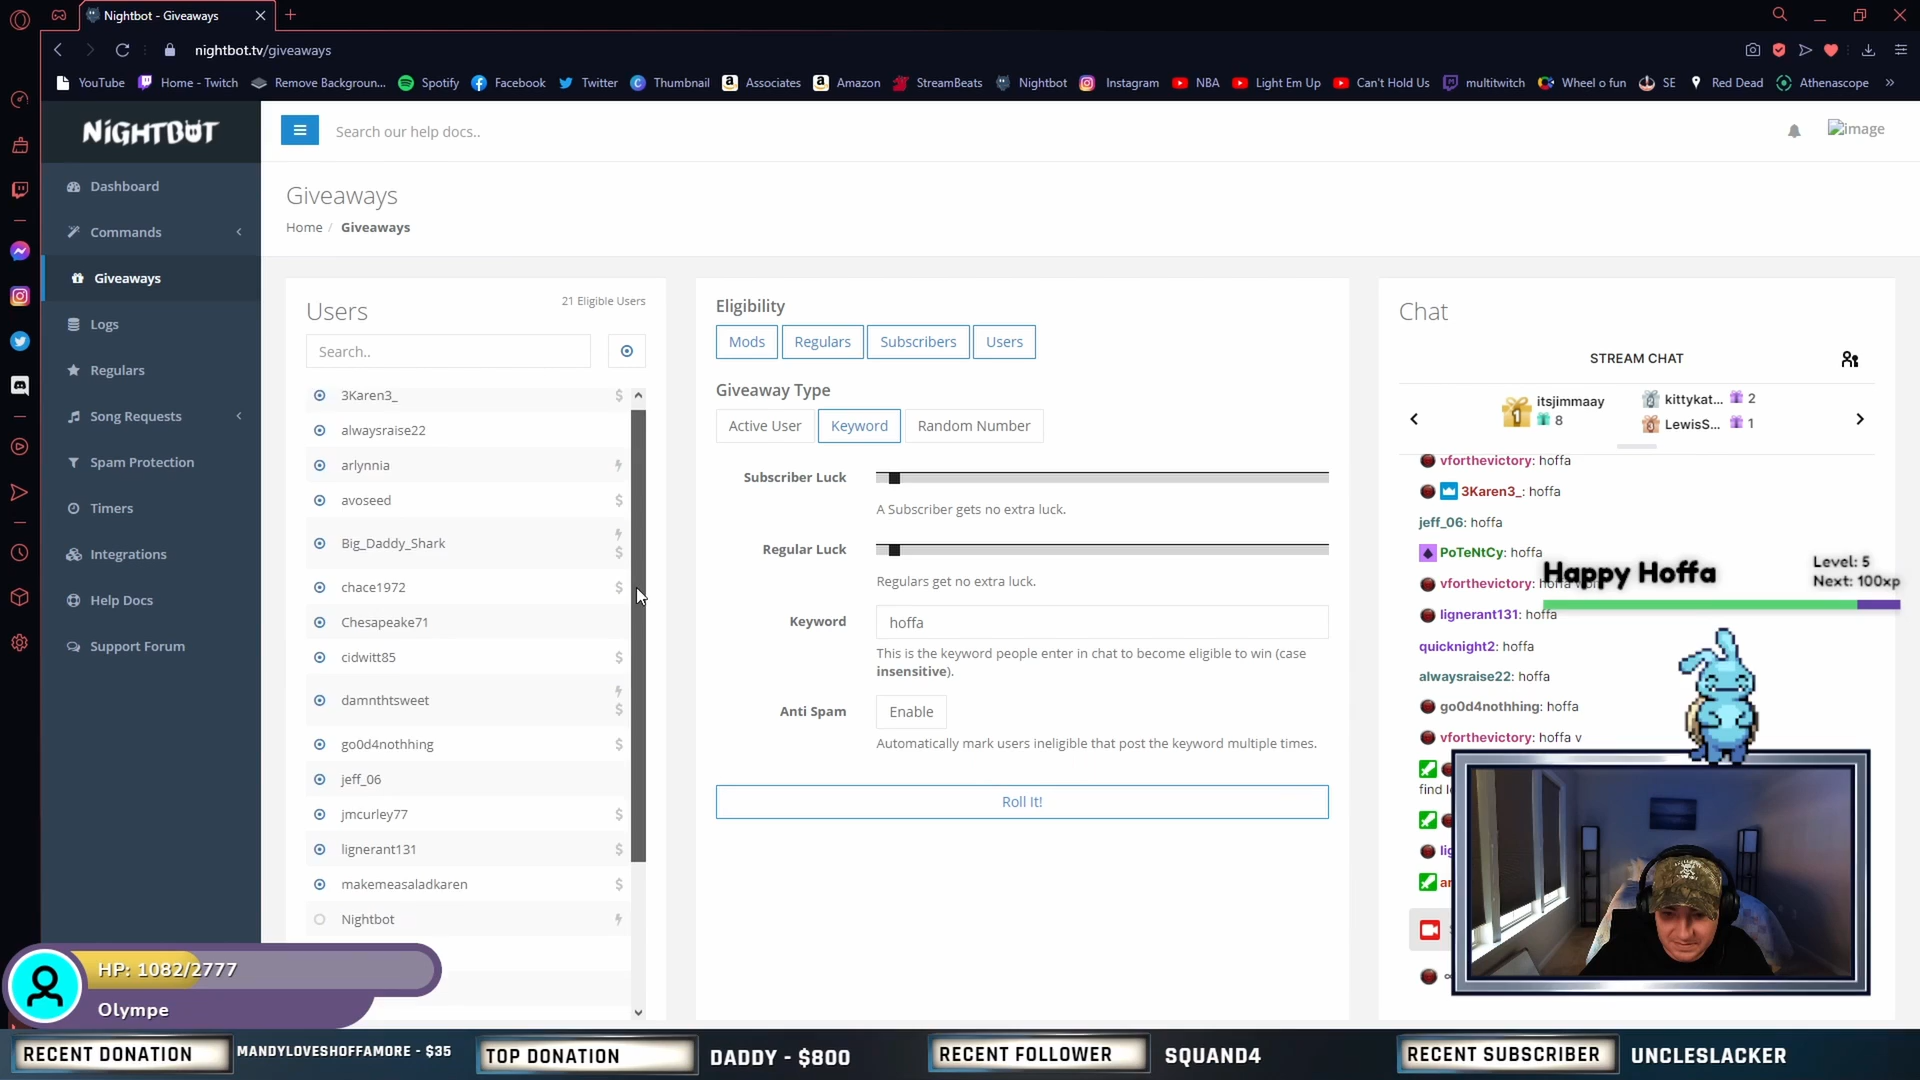 Nightbot - Giveaways
nightbot.tv/giveaways
YouTube
Home - Twitch
Remove Backgroun...
Spotify
Facebook
Twitter
Thumbnail
Associates
Amazon
StreamBeats
Nightbot
Instagram
NBA
Light Em Up
Can't Hold Us
multitwitch
Wheel o fun
SE
Red Dead
Athenascope
»
NIGHTBOT
Search our help docs..
image
Dashboard
Commands
Giveaways
Logs
Regulars
Song Requests
Spam Protection
Timers
Integrations
Help Docs
Support Forum
Giveaways
Home / Giveaways
Users
21 Eligible Users
Search..
3Karen3_ $
alwaysraise22
arlynnia
avoseed $
Big_Daddy_Shark $
chace1972 $
Chesapeake71
cidwitt85 $
damnthtsweet $
go0d4nothhing $
jeff_06
jmcurley77 $
lignerant131 $
makemeasaladkaren $
Nightbot
Eligibility
Mods
Regulars
Subscribers
Users
Giveaway Type
Active User
Keyword
Random Number
Subscriber Luck
A Subscriber gets no extra luck.
Regular Luck
Regulars get no extra luck.
Keyword
hoffa
This is the keyword people enter in chat to become eligible to win (case
insensitive).
Anti Spam
Enable
Automatically mark users ineligible that post the keyword multiple times.
Roll It!
Chat
STREAM CHAT
1
itsjimmaay
8
kittykat... 2
LewisS... 1
vforthevictory: hoffa
3Karen3_: hoffa
jeff_06: hoffa
PoTeNtCy: hoffa
vforthevictory: hoffa
lignerant131: hoffa
quicknight2: hoffa
alwaysraise22: hoffa
go0d4nothhing: hoffa
vforthevictory: hoffa v
Happy Hoffa
Level: 5
Next: 100xp
HP: 1082/2777
Olympe
RECENT DONATION
MANDYLOVESHOFFAMORE - $35
TOP DONATION
DADDY - $800
RECENT FOLLOWER
SQUAND4
RECENT SUBSCRIBER
UNCLESLACKER